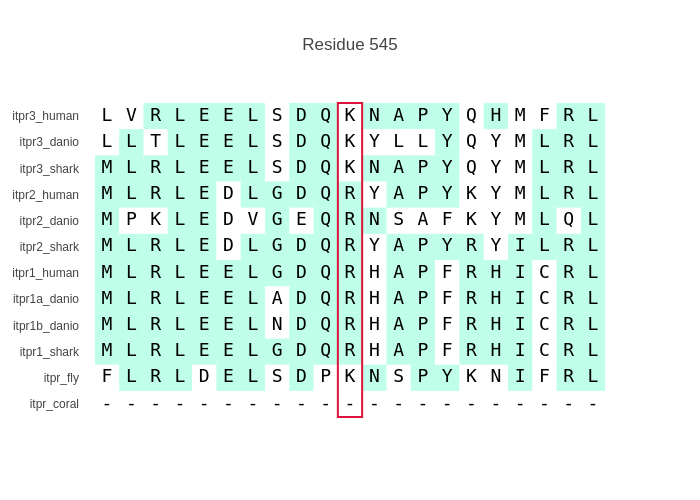 Residue 545
itpr3_human L V R L E E L S D Q K N A P Y Q H M F R L
itpr3_danio L L T L E E L S D Q K Y L L Y Q Y M L R L
itpr3_shark M L R L E E L S D Q K N A P Y Q Y M L R L
itpr2_human M L R L E D L G D Q R Y A P Y K Y M L R L
itpr2_danio M P K L E D V G E Q R N S A F K Y M L Q L
itpr2_shark M L R L E D L G D Q R Y A P Y R Y I L R L
itpr1_human M L R L E E L G D Q R H A P F R H I C R L
itpr1a_danio M L R L E E L A D Q R H A P F R H I C R L
itpr1b_danio M L R L E E L N D Q R H A P F R H I C R L
itpr1_shark M L R L E E L G D Q R H A P F R H I C R L
itpr_fly F L R L D E L S D P K N S P Y K N I F R L
itpr_coral - - - - - - - - - - - - - - - - - - - - -